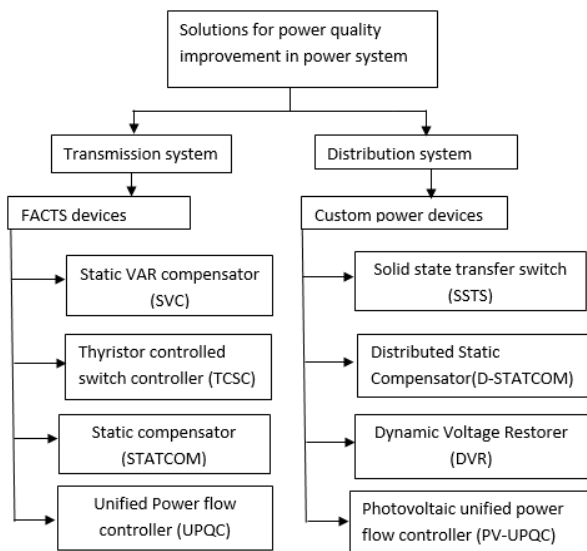 Solutions for power quality
improvement in power system
Transmission system
Distribution system
FACTS devices
Custom power devices
Static VAR compensator
(SVC)
Solid state transfer switch
(SSTS)
Thyristor controlled
switch controller (TCSC)
Distributed Static
Compensator(D-STATCOM)
Static compensator
(STATCOM)
Dynamic Voltage Restorer
(DVR)
Unified Power flow
controller (UPQC)
Photovoltaic unified power
flow controller (PV-UPQC)